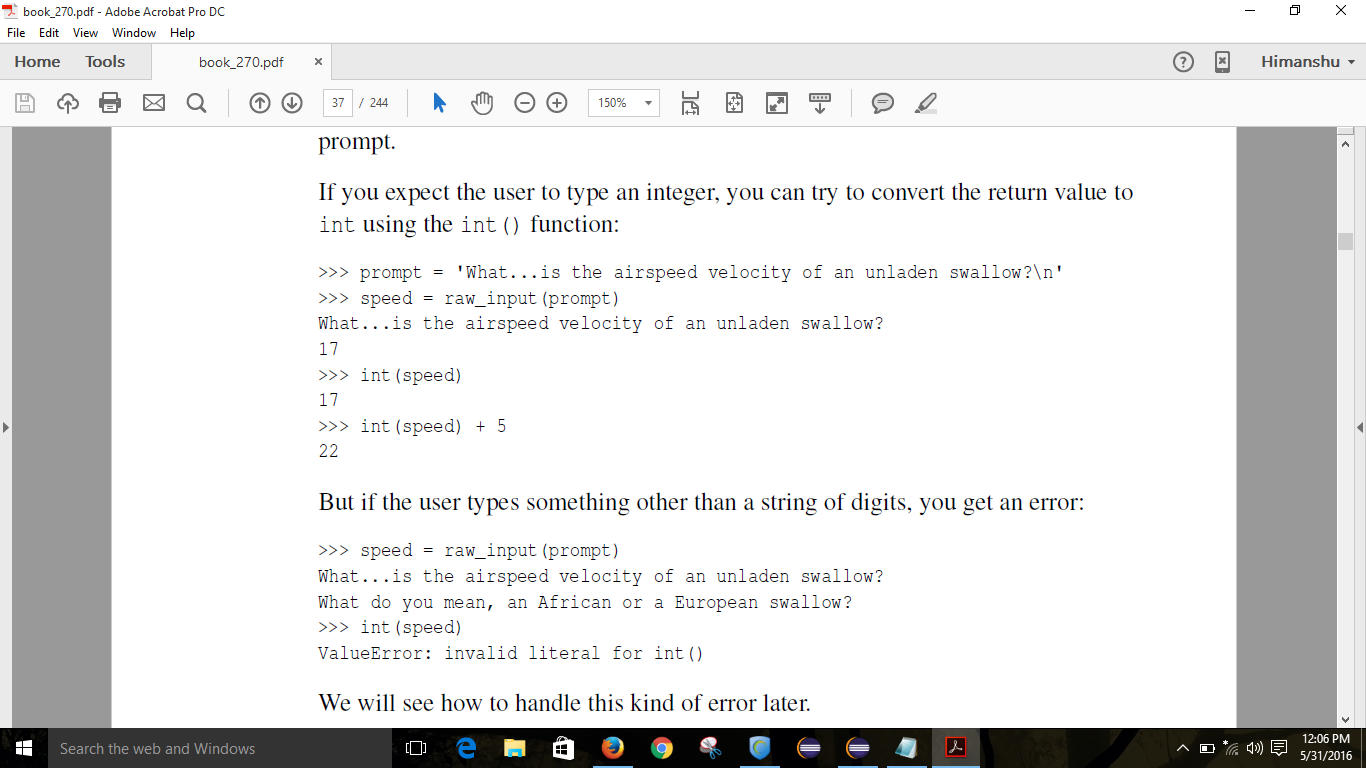 book_270.pdf - Adobe Acrobat Pro DC
File Edit View Window Help
Home Tools book_270.pdf × Himanshu
37 / 244 150%
prompt.
If you expect the user to type an integer, you can try to convert the return value to
int using the int() function:
>>> prompt = 'What...is the airspeed velocity of an unladen swallow?\n'
>>> speed = raw_input(prompt)
What...is the airspeed velocity of an unladen swallow?
17
>>> int(speed)
17
>>> int(speed) + 5
22
But if the user types something other than a string of digits, you get an error:
>>> speed = raw_input(prompt)
What...is the airspeed velocity of an unladen swallow?
What do you mean, an African or a European swallow?
>>> int(speed)
ValueError: invalid literal for int()
We will see how to handle this kind of error later.
Search the web and Windows
12:06 PM
5/31/2016